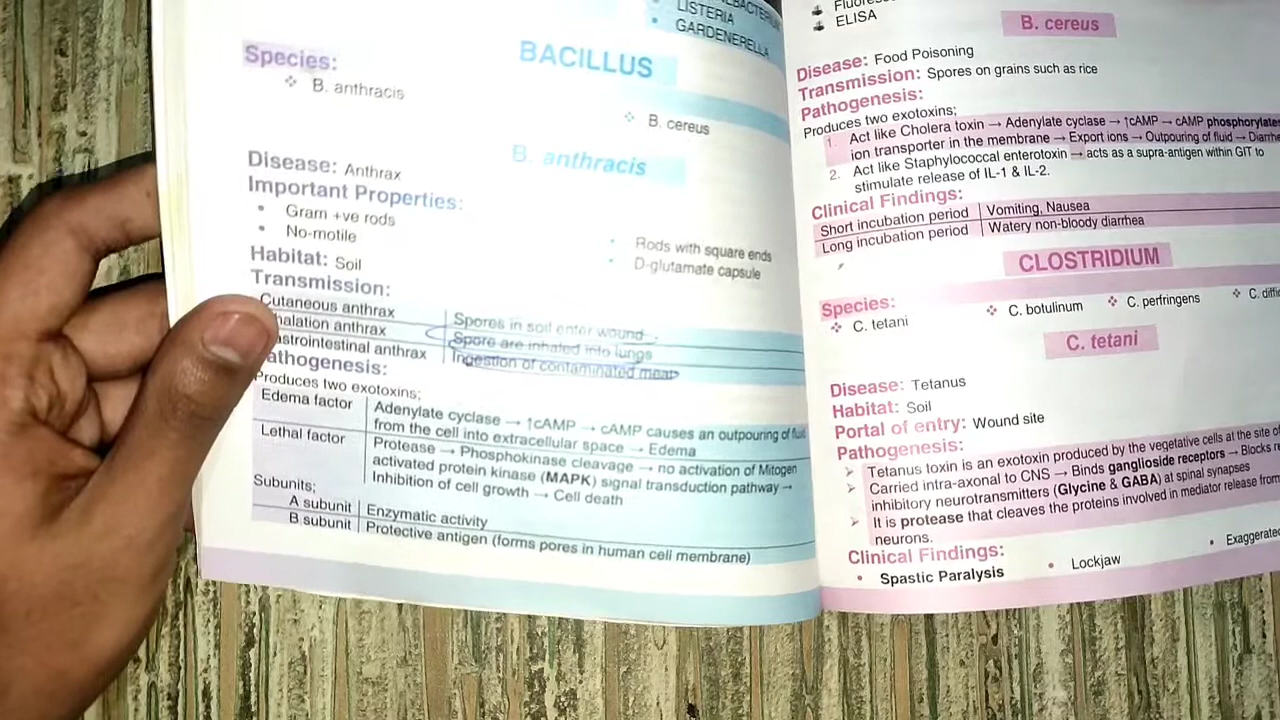 LISTERIA
GARDENERELLA
BACILLUS
Species:
B. anthracis
B. cereus
B. anthracis
Disease: Anthrax
Important Properties:
Gram +ve rods
No-motile
Rods with square ends
D-glutamate capsule
Habitat: Soil
Transmission:
Cutaneous anthrax | Spores in soil enter wound
halation anthrax | Spore are inhaled into lungs
strointestinal anthrax | Ingestion of contaminated meat
athogenesis:
Produces two exotoxins;
Edema factor | Adenylate cyclase → ↑cAMP → cAMP causes an outpouring of fluid
from the cell into extracellular space → Edema
Lethal factor | Protease → Phosphokinase cleavage → no activation of Mitogen
activated protein kinase (MAPK) signal transduction pathway →
Inhibition of cell growth → Cell death
Subunits;
A subunit | Enzymatic activity
B subunit | Protective antigen (forms pores in human cell membrane)
ELISA
B. cereus
Disease: Food Poisoning
Transmission: Spores on grains such as rice
Pathogenesis:
Produces two exotoxins;
1. Act like Cholera toxin → Adenylate cyclase → ↑cAMP → cAMP phosphorylates
ion transporter in the membrane → Export ions → Outpouring of fluid → Diarrhe
2. Act like Staphylococcal enterotoxin → acts as a supra-antigen within GIT to
stimulate release of IL-1 & IL-2.
Clinical Findings:
Short incubation period | Vomiting, Nausea
Long incubation period | Watery non-bloody diarrhea
CLOSTRIDIUM
Species:
C. tetani
C. botulinum
C. perfringens
C. diffi
C. tetani
Disease: Tetanus
Habitat: Soil
Portal of entry: Wound site
Pathogenesis:
Tetanus toxin is an exotoxin produced by the vegetative cells at the site of
Carried intra-axonal to CNS → Binds ganglioside receptors → Blocks re
inhibitory neurotransmitters (Glycine & GABA) at spinal synapses
It is protease that cleaves the proteins involved in mediator release from
neurons.
Clinical Findings:
Spastic Paralysis
Lockjaw
Exaggerated